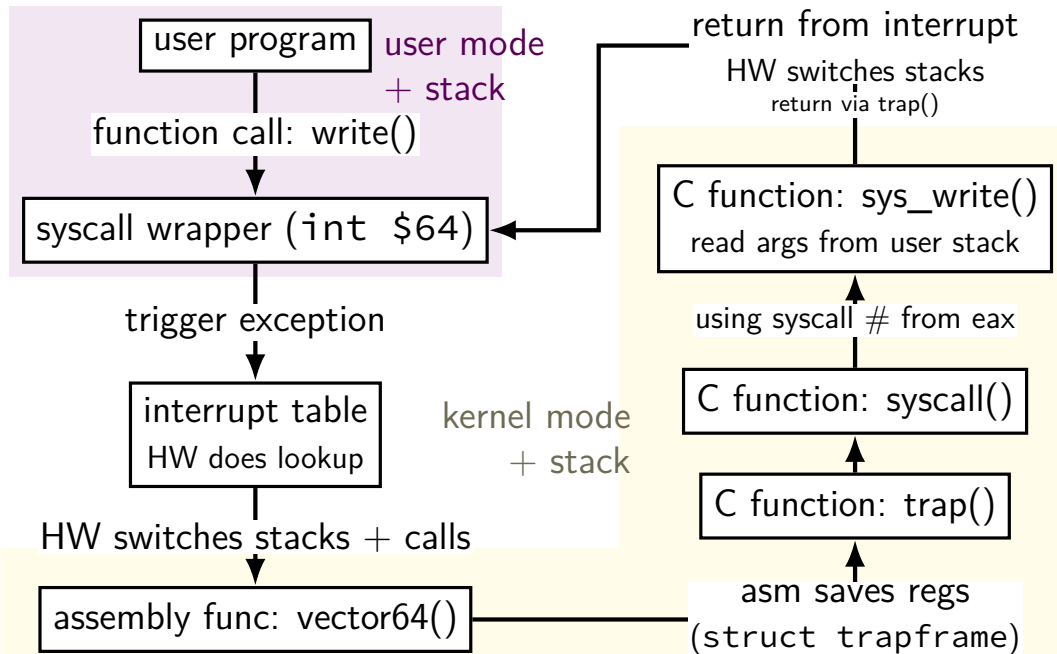 user program
user mode
+ stack
function call: write()
syscall wrapper (int $64)
trigger exception
interrupt table
HW does lookup
kernel mode
+ stack
HW switches stacks + calls
assembly func: vector64()
asm saves regs
(struct trapframe)
C function: trap()
C function: syscall()
using syscall # from eax
C function: sys_write()
read args from user stack
return from interrupt
HW switches stacks
return via trap()